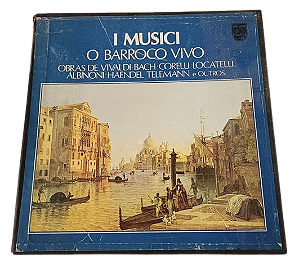 I MUSICI
O BARROCO VIVO
OBRAS DE VIVALDI·BACH·CORELLI·LOCATELLI
ALBINONI·HAENDEL TELEMANN e OUTROS.